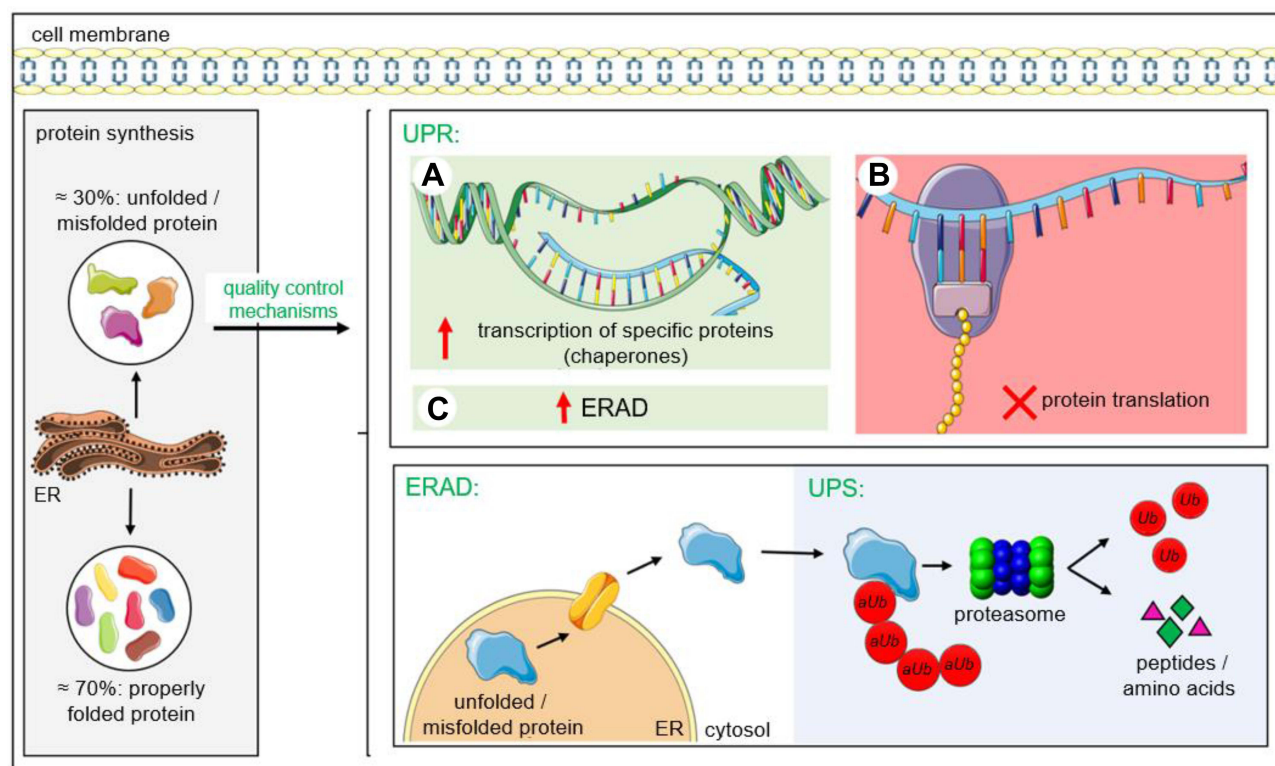 cell membrane
protein synthesis
≈ 30%: unfolded /
misfolded protein
quality control
mechanisms
ER
≈ 70%: properly
folded protein
UPR:
A
transcription of specific proteins
(chaperones)
B
protein translation
C
ERAD
ERAD:
unfolded /
misfolded protein
ER
cytosol
UPS:
aUb
aUb
aUb
aUb
proteasome
Ub
Ub
Ub
peptides /
amino acids